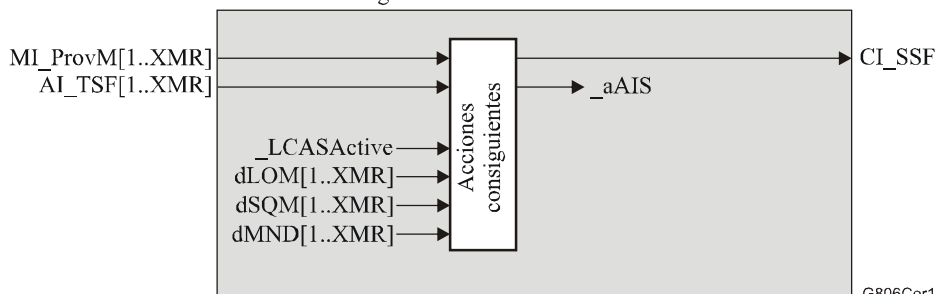 MI_ProvM[1..XMR]
CI_SSF
AI_TSF[1..XMR]
_aAIS
_LCASActive
dLOM[1..XMR]
dSQM[1..XMR]
dMND[1..XMR]
Acciones
consiguientes